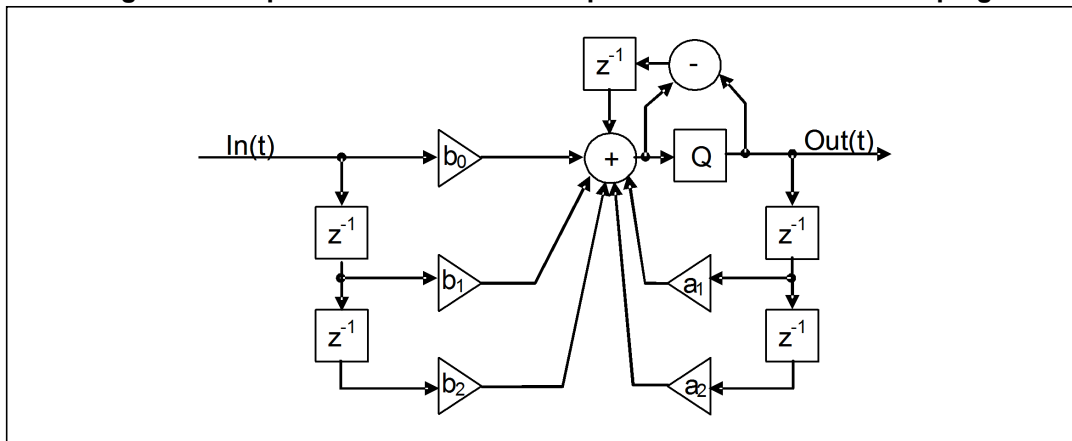 z⁻¹
-
In(t)
b₀
+
Q
Out(t)
z⁻¹
z⁻¹
b₁
a₁
z⁻¹
z⁻¹
b₂
a₂